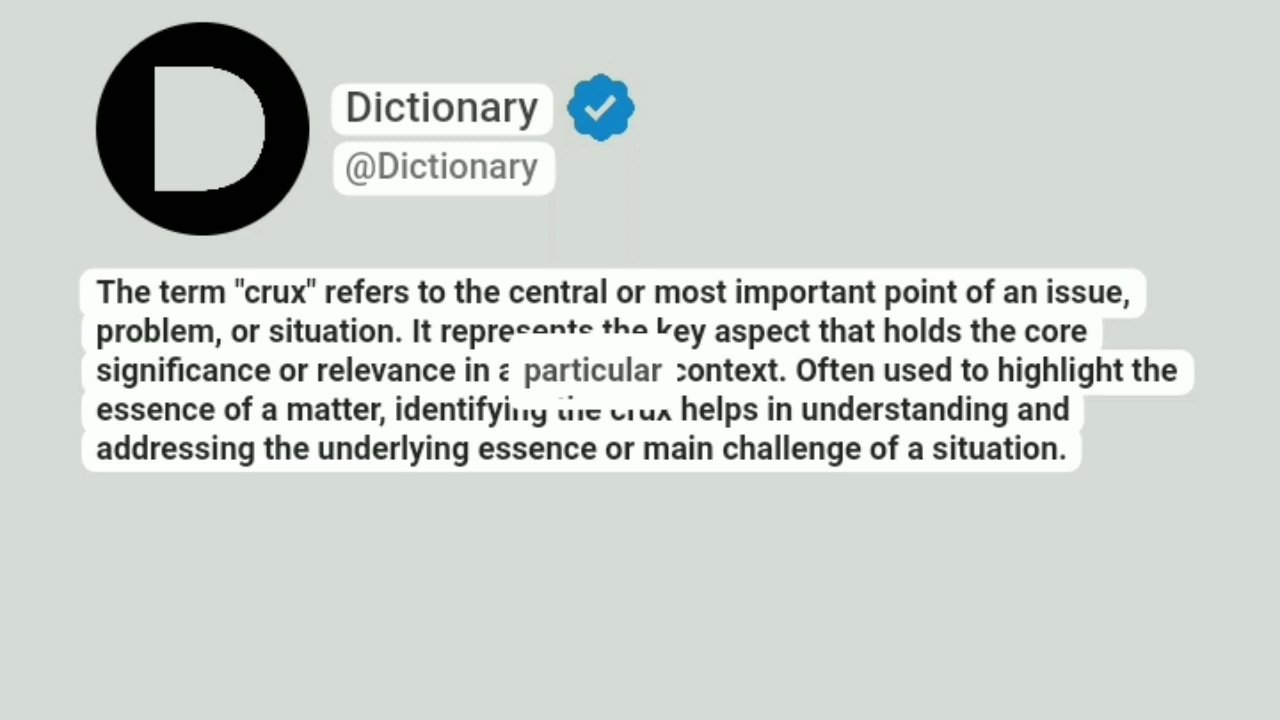 D
Dictionary
@Dictionary
The term "crux" refers to the central or most important point of an issue,
problem, or situation. It represents the key aspect that holds the core
significance or relevance in a particular context. Often used to highlight the
essence of a matter, identifying the crux helps in understanding and
addressing the underlying essence or main challenge of a situation.